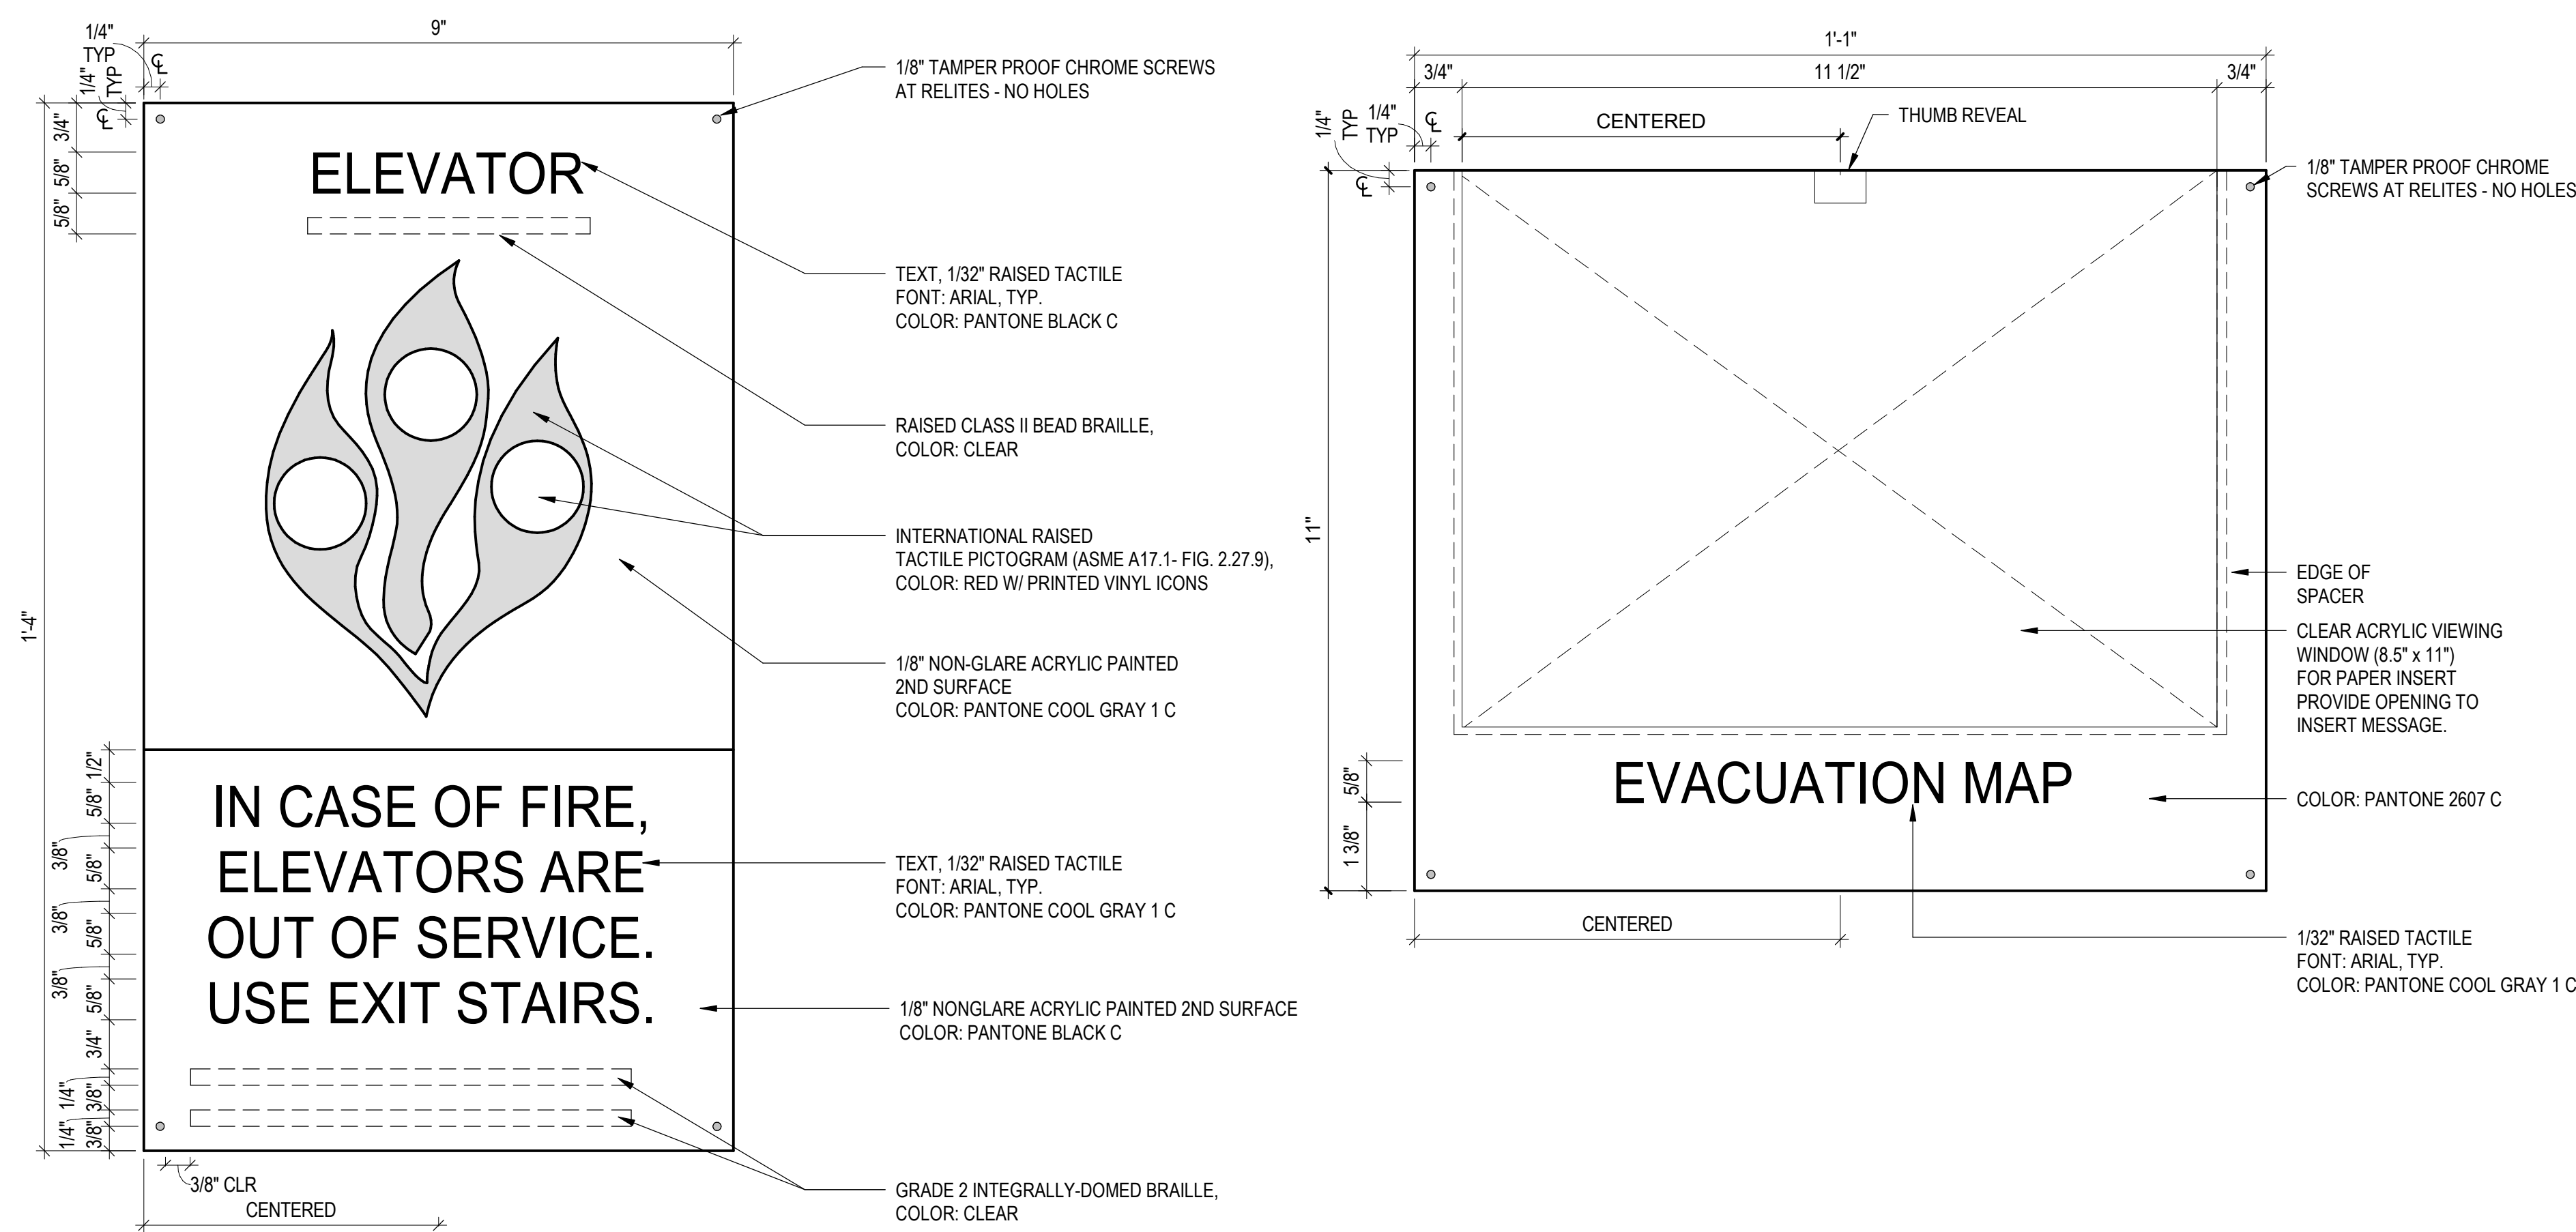 9"
1/4"
TYP
℄
1/4"
TYP
℄
3/4"
5/8"
5/8"
1'-4"
ELEVATOR
1/8" TAMPER PROOF CHROME SCREWS
AT RELITES - NO HOLES
TEXT, 1/32" RAISED TACTILE
FONT: ARIAL, TYP.
COLOR: PANTONE BLACK C
RAISED CLASS II BEAD BRAILLE,
COLOR: CLEAR
INTERNATIONAL RAISED
TACTILE PICTOGRAM (ASME A17.1- FIG. 2.27.9),
COLOR: RED W/ PRINTED VINYL ICONS
1/8" NON-GLARE ACRYLIC PAINTED
2ND SURFACE
COLOR: PANTONE COOL GRAY 1 C
1/2"
5/8"
3/8"
5/8"
3/8"
5/8"
3/8"
5/8"
3/4"
1/4"
3/8"
1/4"
3/8"
IN CASE OF FIRE,
ELEVATORS ARE
OUT OF SERVICE.
USE EXIT STAIRS.
TEXT, 1/32" RAISED TACTILE
FONT: ARIAL, TYP.
COLOR: PANTONE COOL GRAY 1 C
1/8" NONGLARE ACRYLIC PAINTED 2ND SURFACE
COLOR: PANTONE BLACK C
GRADE 2 INTEGRALLY-DOMED BRAILLE,
COLOR: CLEAR
3/8" CLR
CENTERED
1'-1"
3/4"
11 1/2"
3/4"
1/4"
TYP
1/4"
TYP
℄
℄
CENTERED
THUMB REVEAL
1/8" TAMPER PROOF CHROME
SCREWS AT RELITES - NO HOLES
11"
EDGE OF
SPACER
CLEAR ACRYLIC VIEWING
WINDOW (8.5" x 11")
FOR PAPER INSERT
PROVIDE OPENING TO
INSERT MESSAGE.
5/8"
1 3/8"
EVACUATION MAP
COLOR: PANTONE 2607 C
CENTERED
1/32" RAISED TACTILE
FONT: ARIAL, TYP.
COLOR: PANTONE COOL GRAY 1 C